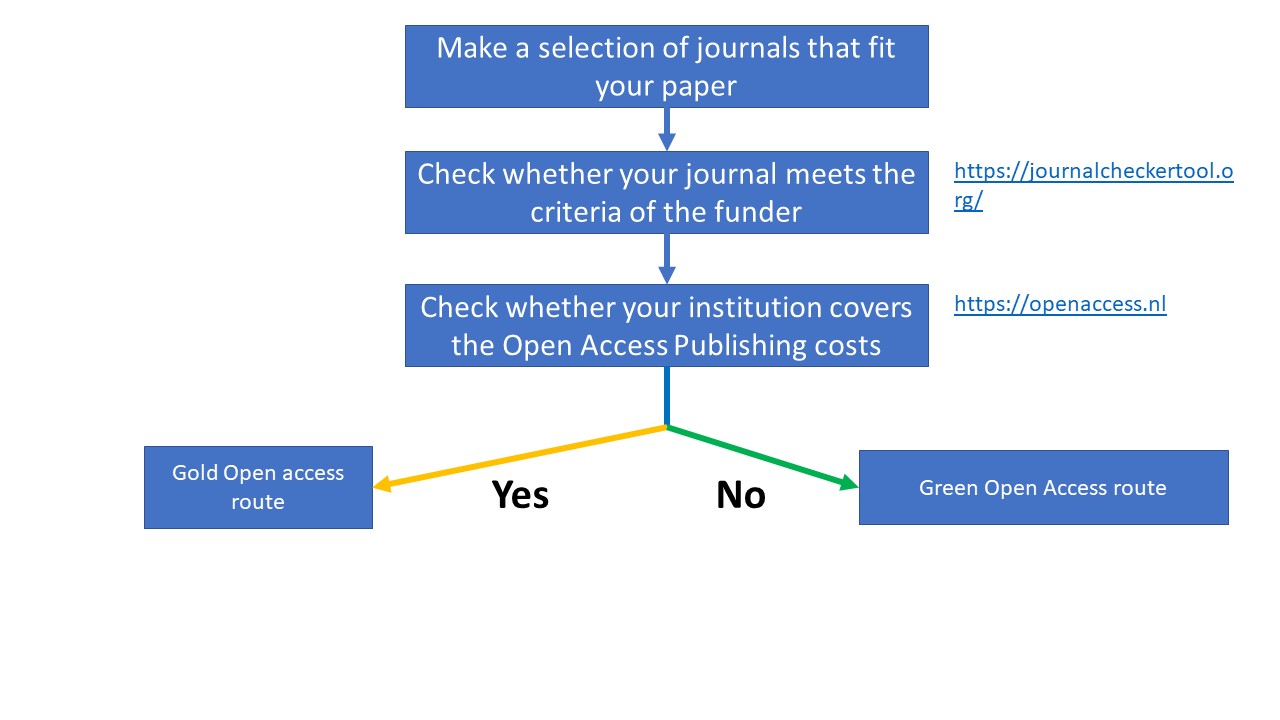 Make a selection of journals that fit
your paper
Check whether your journal meets the
criteria of the funder
https://journalcheckertool.o
rg/
Check whether your institution covers
the Open Access Publishing costs
https://openaccess.nl
Gold Open access
route
Yes
No
Green Open Access route